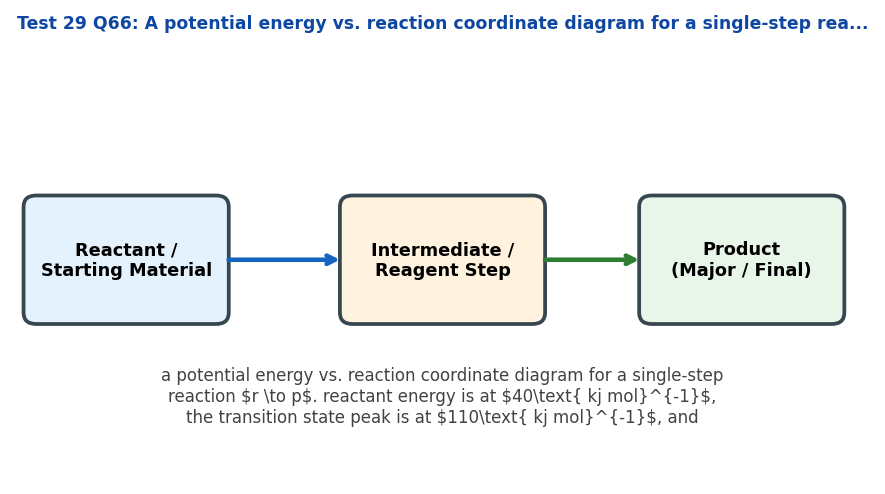 Test 29 Q66: A potential energy vs. reaction coordinate diagram for a single-step rea...
Reactant /
Starting Material
Intermediate /
Reagent Step
Product
(Major / Final)
a potential energy vs. reaction coordinate diagram for a single-step
reaction $r \to p$. reactant energy is at $40\text{ kj mol}^{-1}$,
the transition state peak is at $110\text{ kj mol}^{-1}$, and